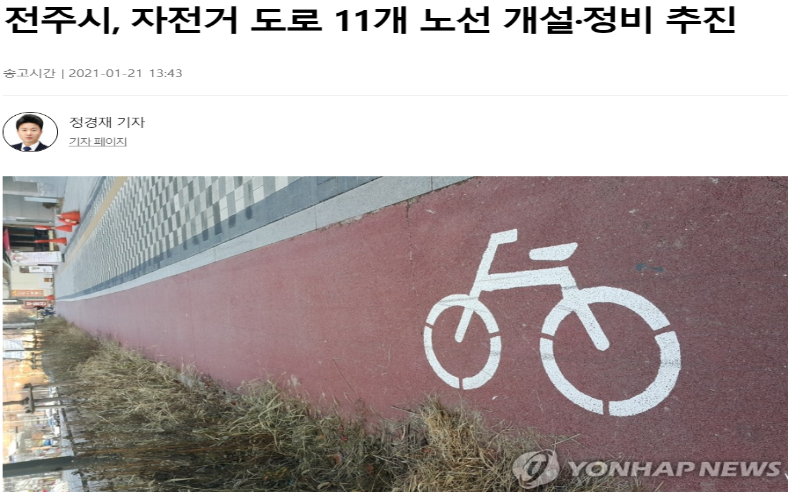 전주시, 자전거 도로 11개 노선 개설·정비 추진
송고시간 | 2021-01-21 13:43
정경재 기자
기자 페이지
YONHAP NEWS